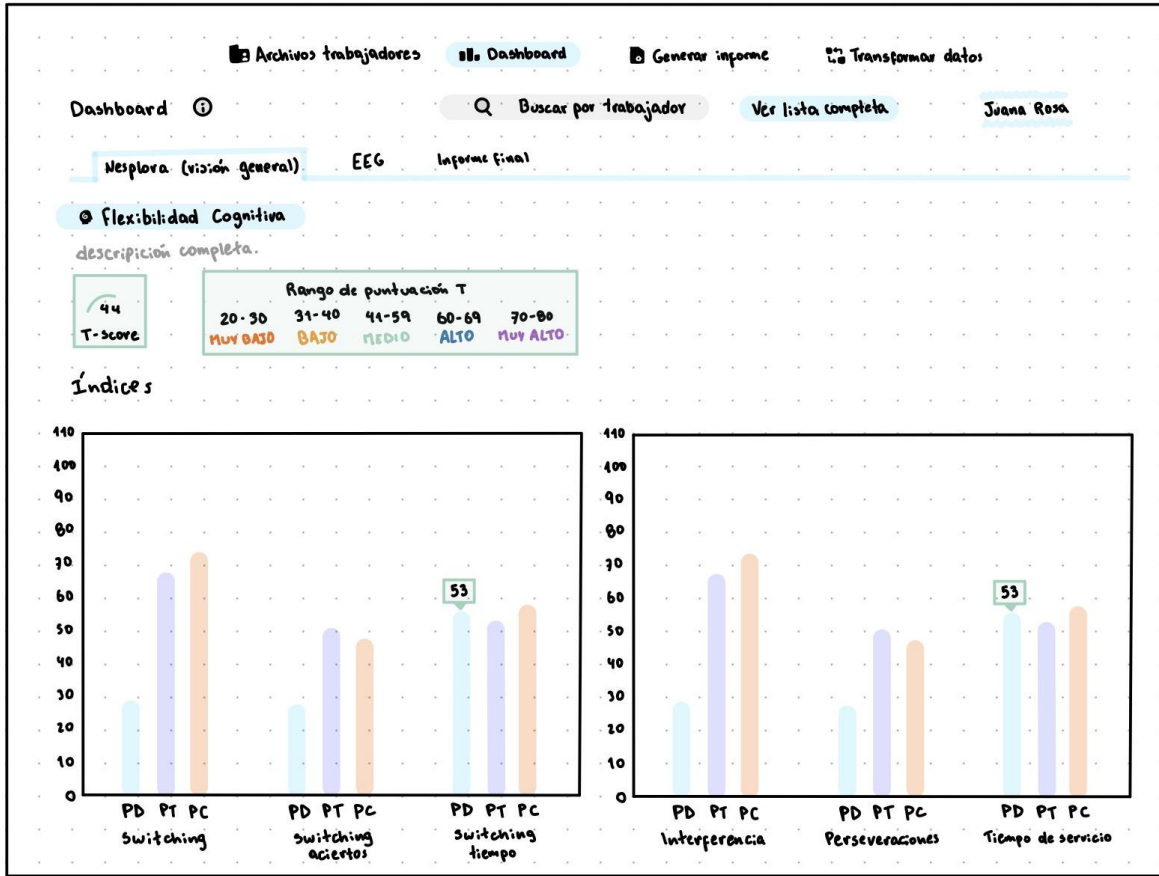 Archivos trabajadores Dashboard Generar informe Transformar datos
Dashboard Buscar por trabajador Ver lista completa Juana Rosa
Nesplora (visión general) EEG Informe final
Flexibilidad Cognitiva
descripición completa.
44
T-score
Rango de puntuación T
20-30 31-40 41-59 60-69 70-80
MUY BAJO BAJO MEDIO ALTO MUY ALTO
Índices
110
100
90
80
70
60
50
40
30
20
10
0
53
PD PT PC PD PT PC PD PT PC
Switching Switching aciertos Switching tiempo
110
100
90
80
70
60
50
40
30
20
10
0
53
PD PT PC PD PT PC PD PT PC
Interferencia Perseveraciones Tiempo de servicio